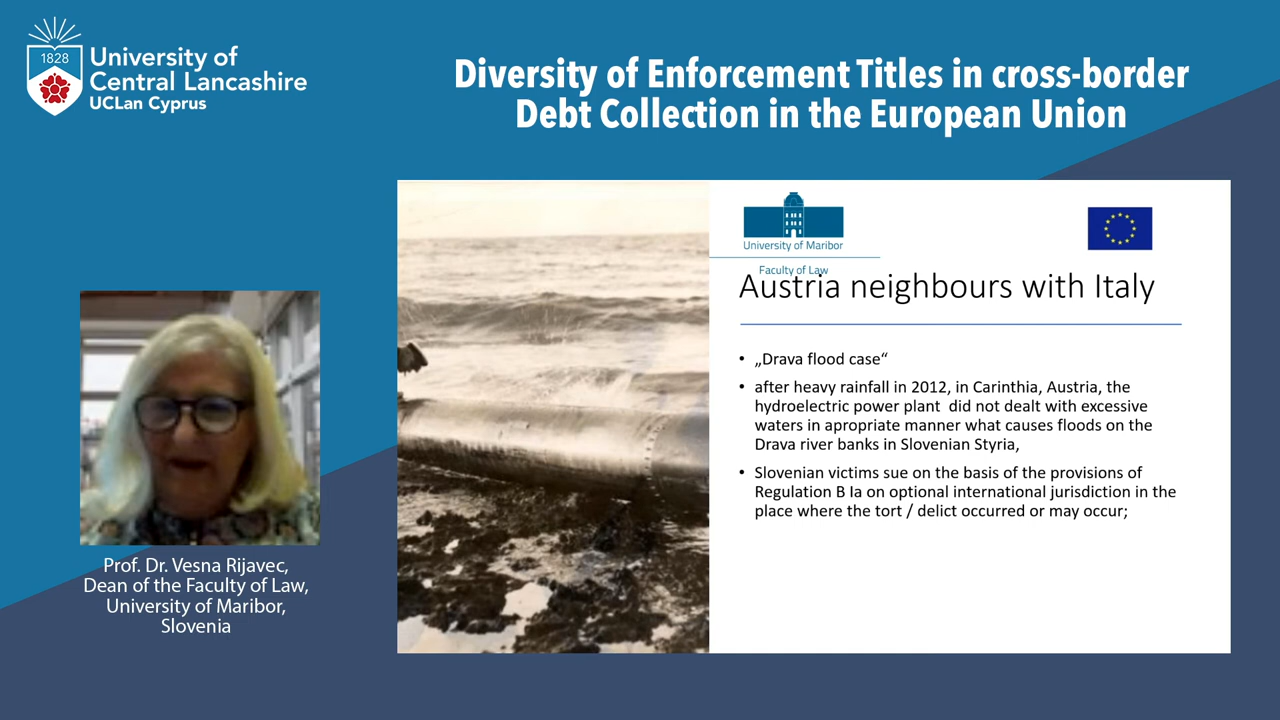 1828
University of
Central Lancashire
UCLan Cyprus
Diversity of Enforcement Titles in cross-border
Debt Collection in the European Union
University of Maribor
Faculty of Law
Austria neighbours with Italy
• „Drava flood case“
• after heavy rainfall in 2012, in Carinthia, Austria, the
hydroelectric power plant did not dealt with excessive
waters in apropriate manner what causes floods on the
Drava river banks in Slovenian Styria,
• Slovenian victims sue on the basis of the provisions of
Regulation B Ia on optional international jurisdiction in the
place where the tort / delict occurred or may occur;
Prof. Dr. Vesna Rijavec,
Dean of the Faculty of Law,
University of Maribor,
Slovenia